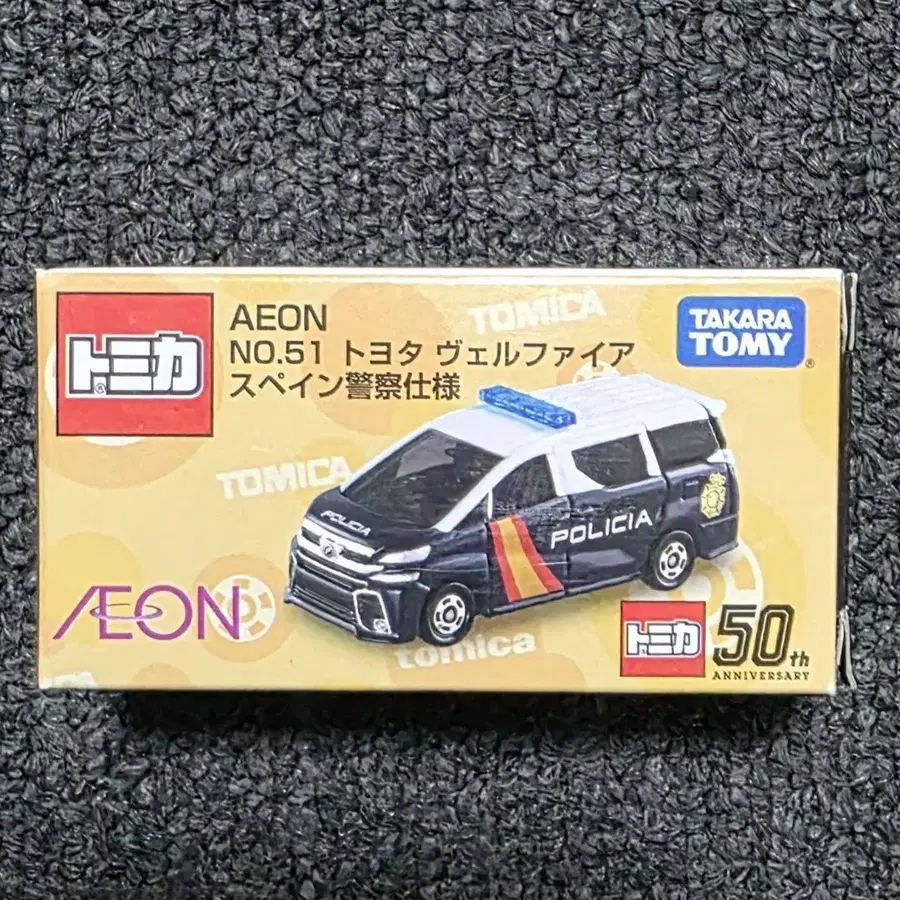 トミカ
AEON
NO.51 トヨタ ヴェルファイア
スペイン警察仕様
TAKARA
TOMY
TOMICA
TOMICA
POLICIA
POLICIA
ÆON
tomica
トミカ
50th
ANNIVERSARY